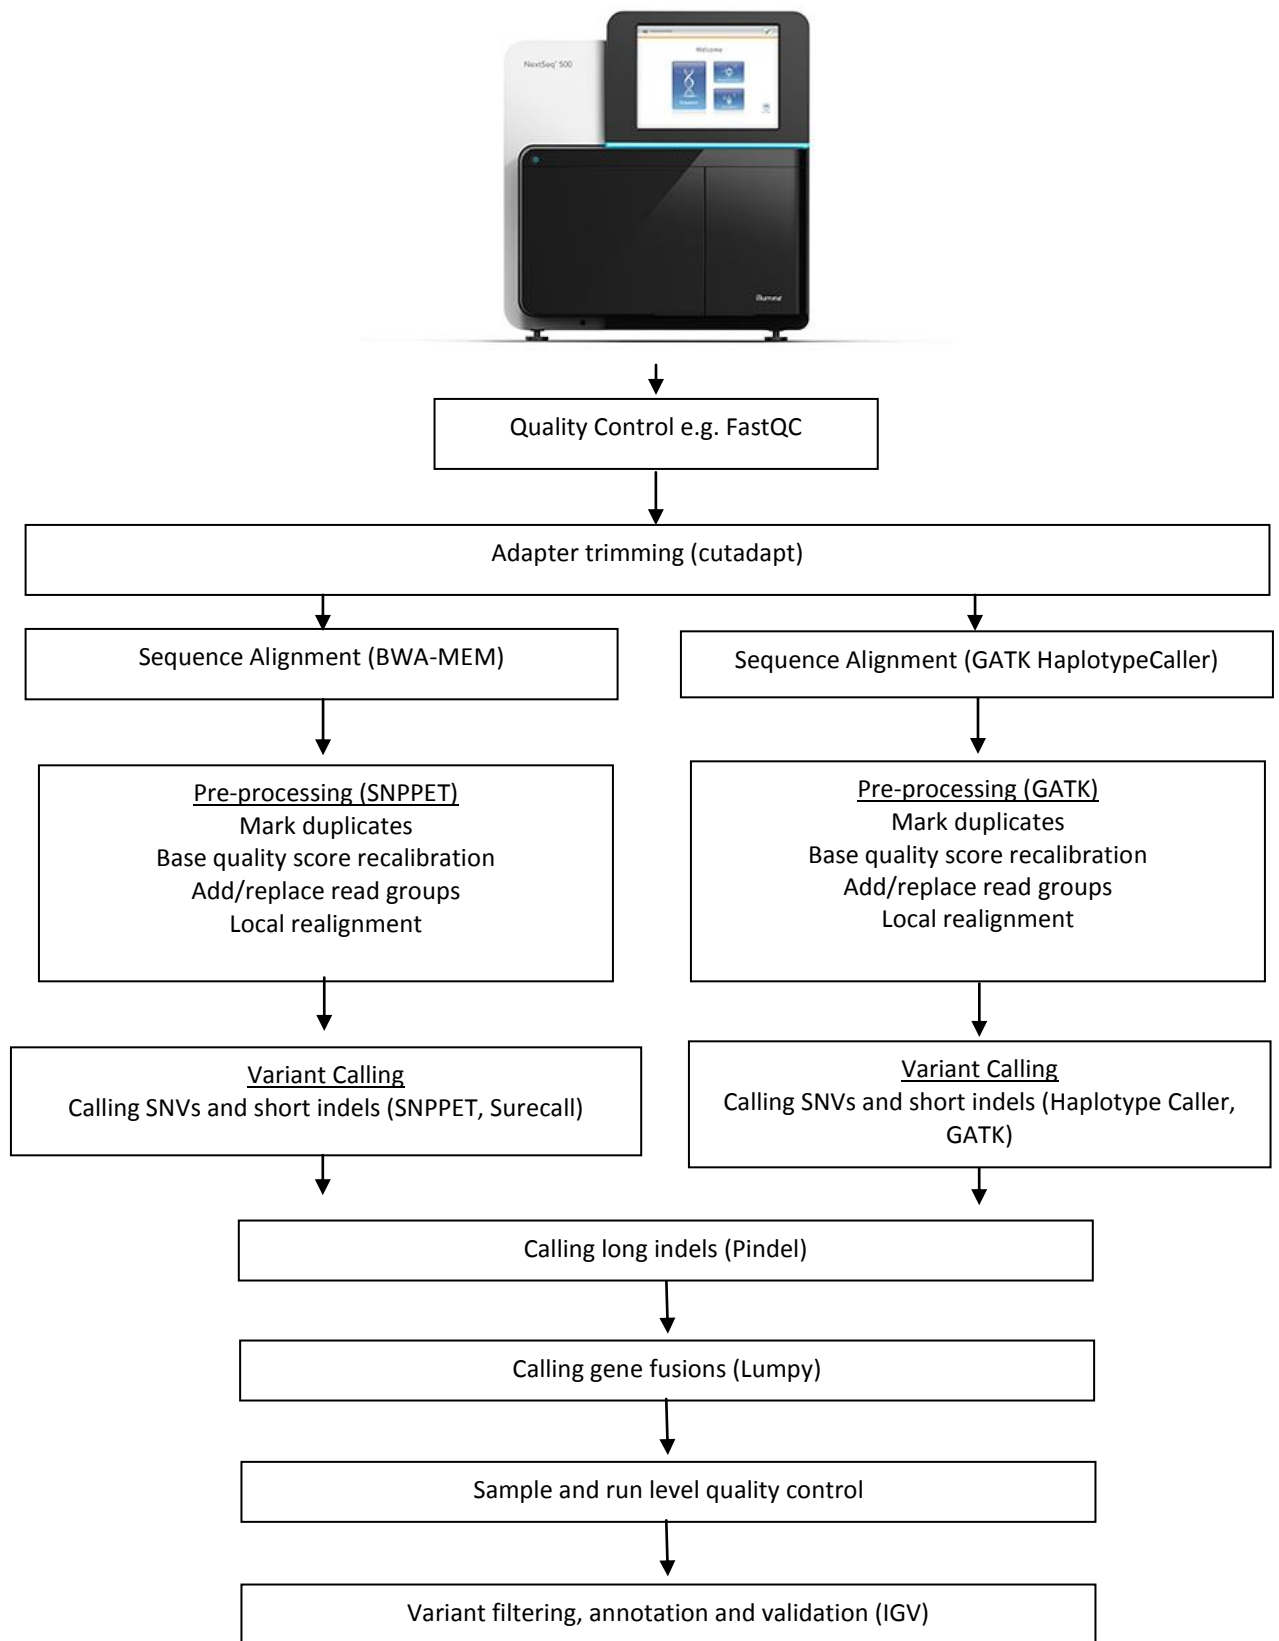 NextSeq® 500
Welcome
Sequence
illumina®
Quality Control e.g. FastQC
Adapter trimming (cutadapt)
Sequence Alignment (BWA-MEM)
Sequence Alignment (GATK HaplotypeCaller)
Pre-processing (SNPPET)
Mark duplicates
Base quality score recalibration
Add/replace read groups
Local realignment
Pre-processing (GATK)
Mark duplicates
Base quality score recalibration
Add/replace read groups
Local realignment
Variant Calling
Calling SNVs and short indels (SNPPET, Surecall)
Variant Calling
Calling SNVs and short indels (Haplotype Caller,
GATK)
Calling long indels (Pindel)
Calling gene fusions (Lumpy)
Sample and run level quality control
Variant filtering, annotation and validation (IGV)